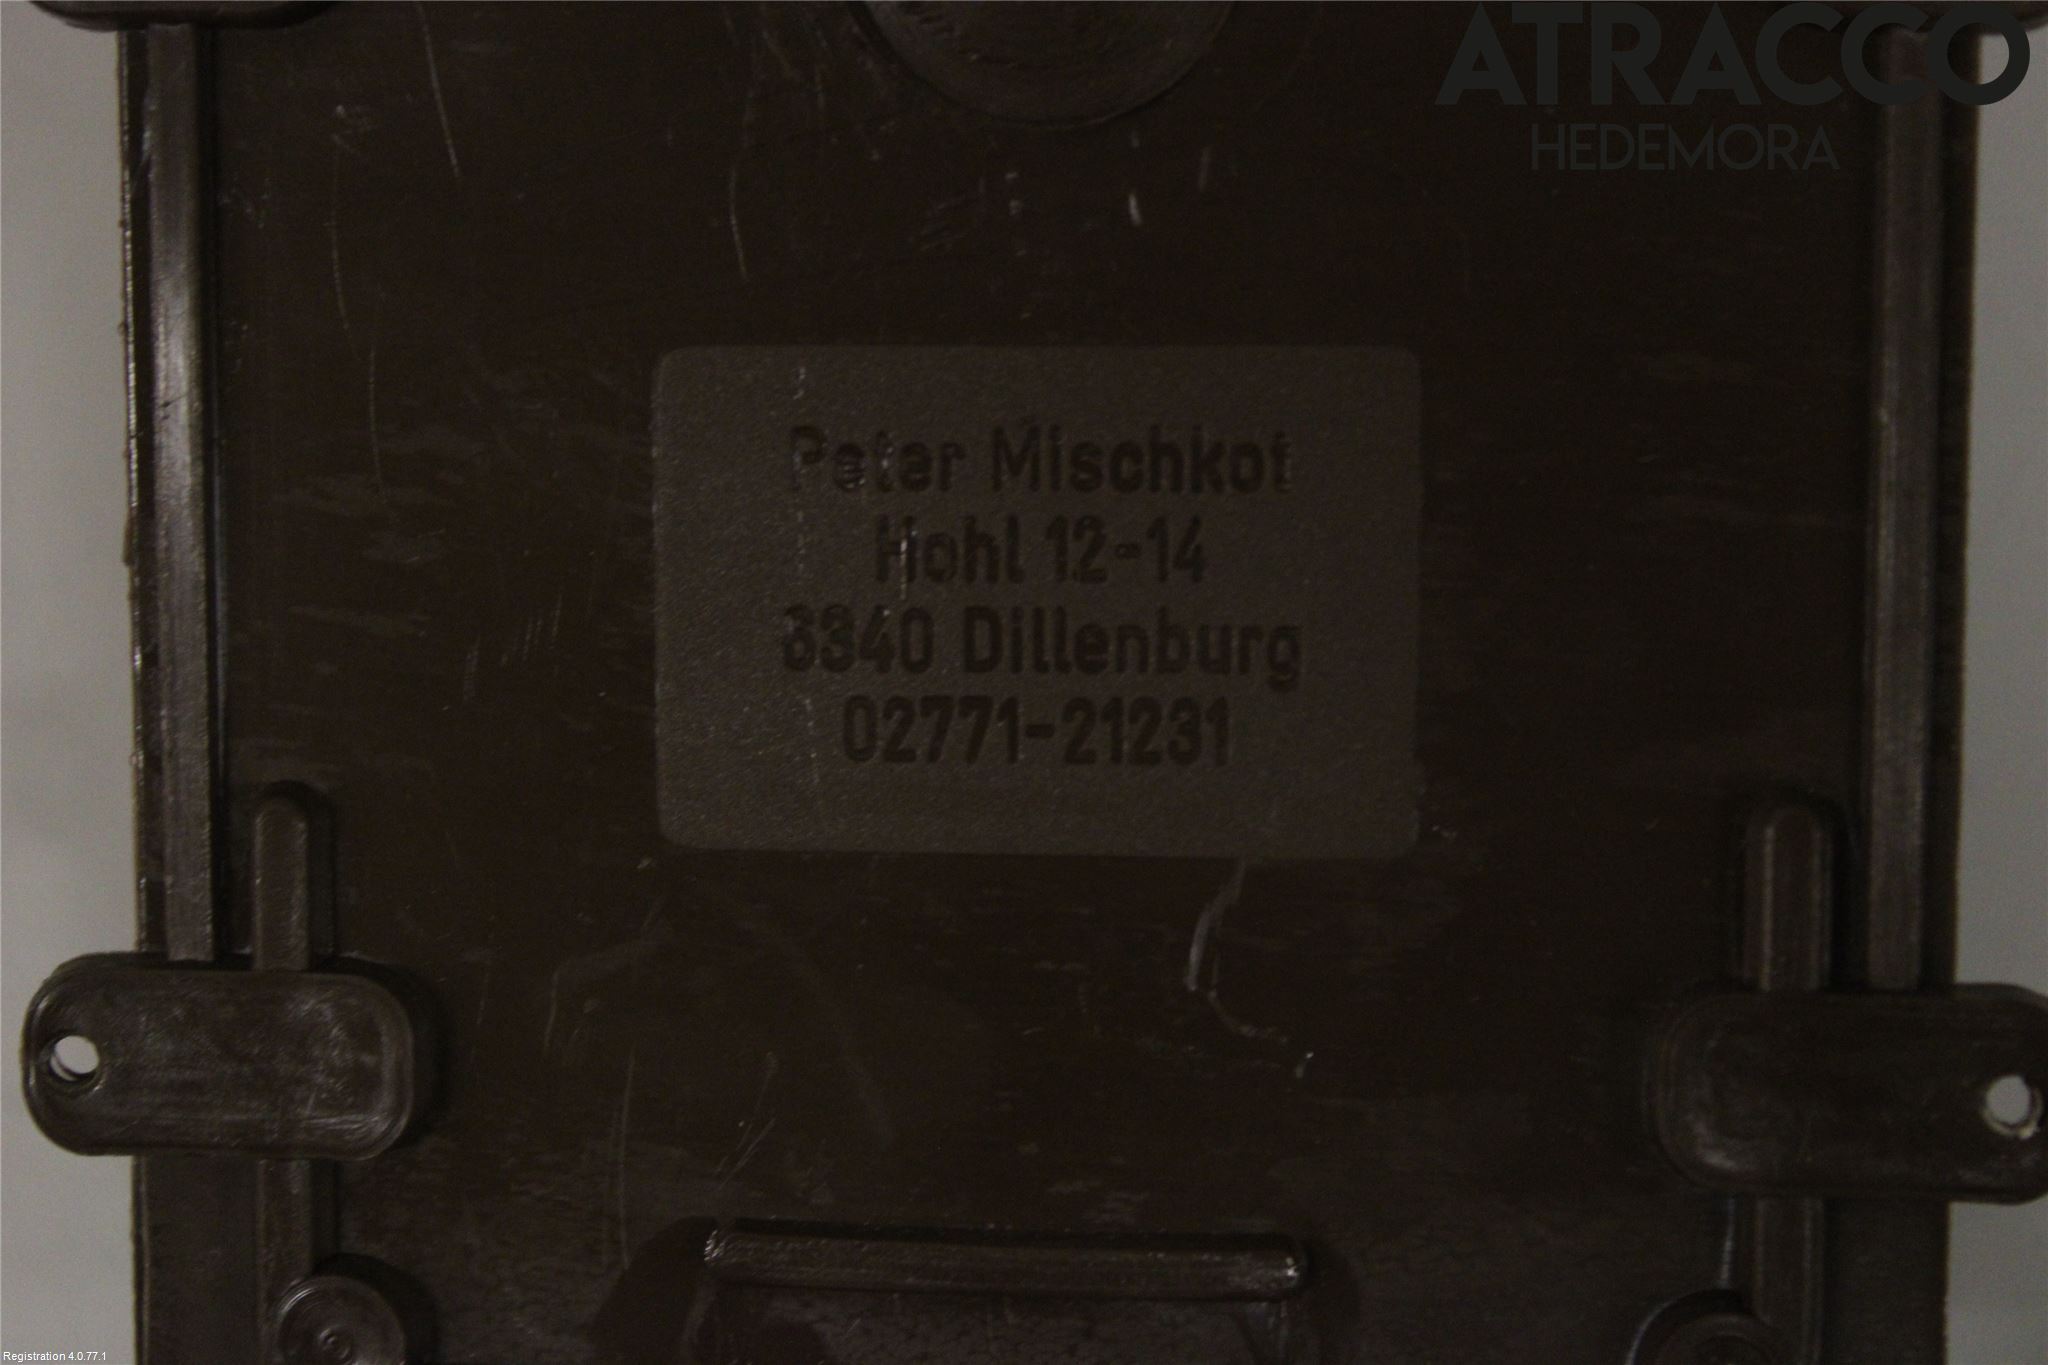 ATRACCO
HEDEMORA
Peter Mischkot
Hohl 12-14
6340 Dillenburg
02771-21231
Registration 4.0.77.1